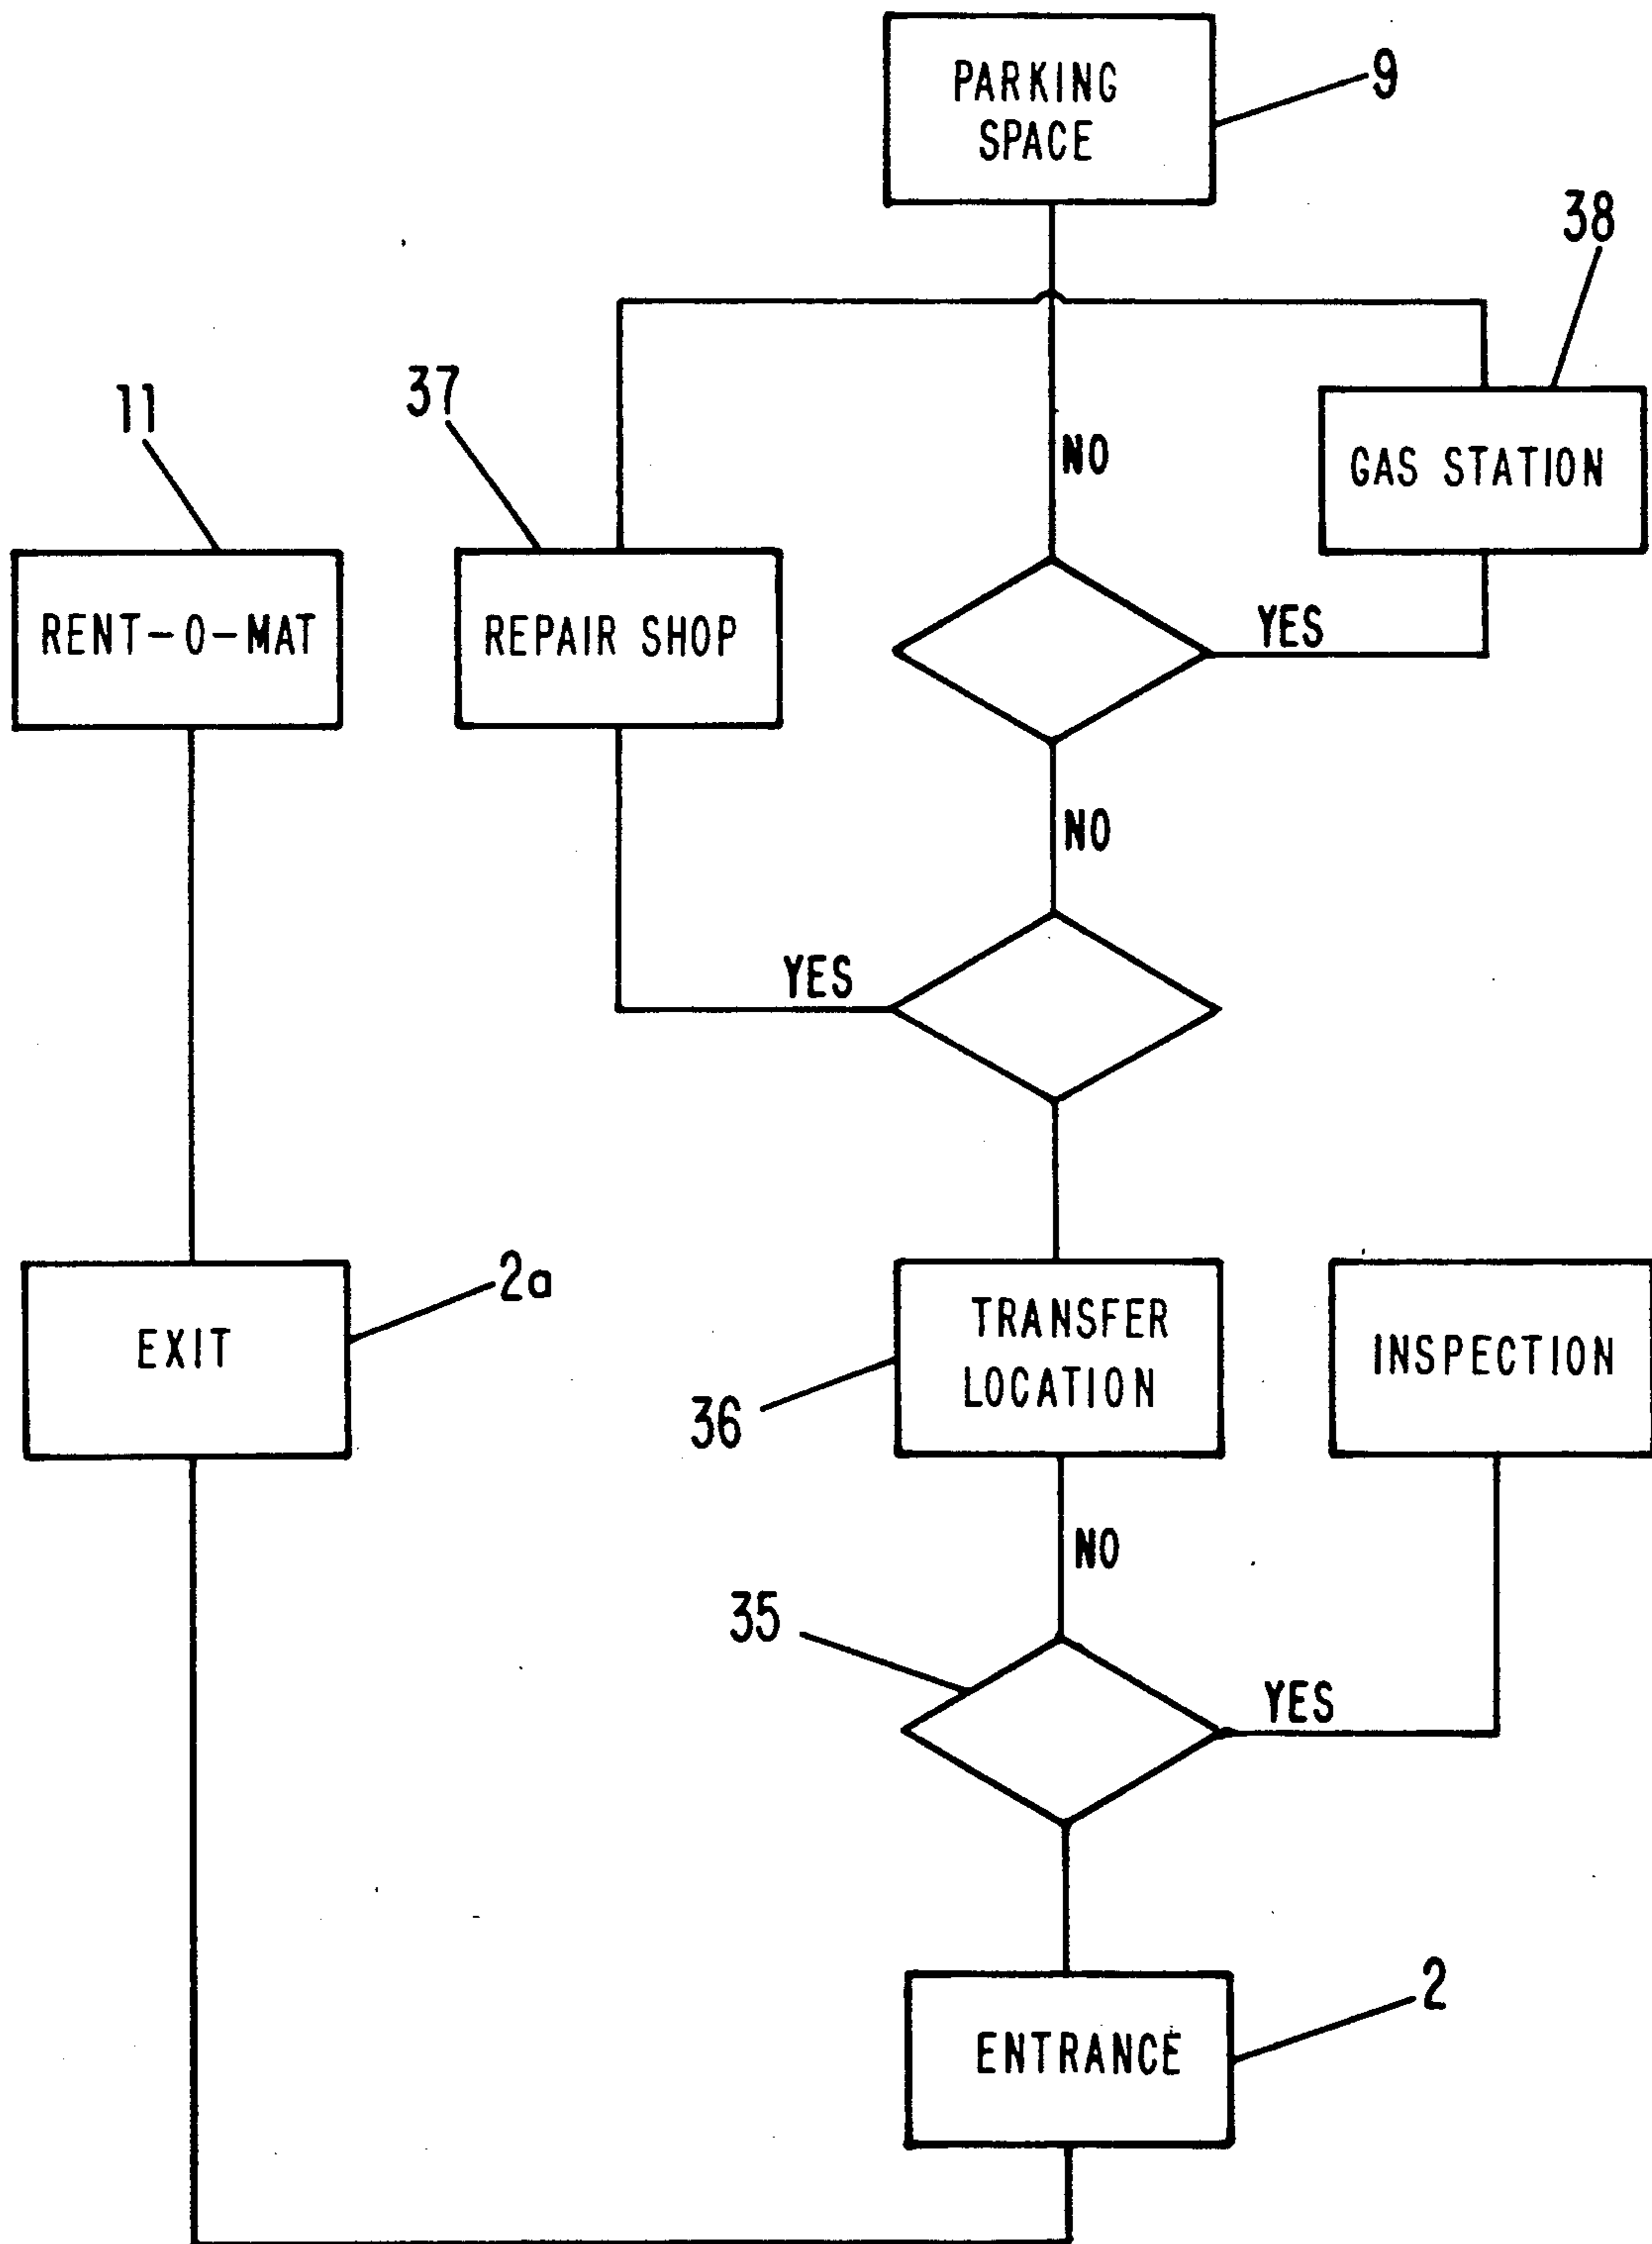 PARKING
SPACE
9
38
11
37
NO
GAS STATION
RENT-O-MAT
REPAIR SHOP
YES
NO
YES
EXIT
2a
TRANSFER
LOCATION
36
INSPECTION
NO
35
YES
ENTRANCE
2